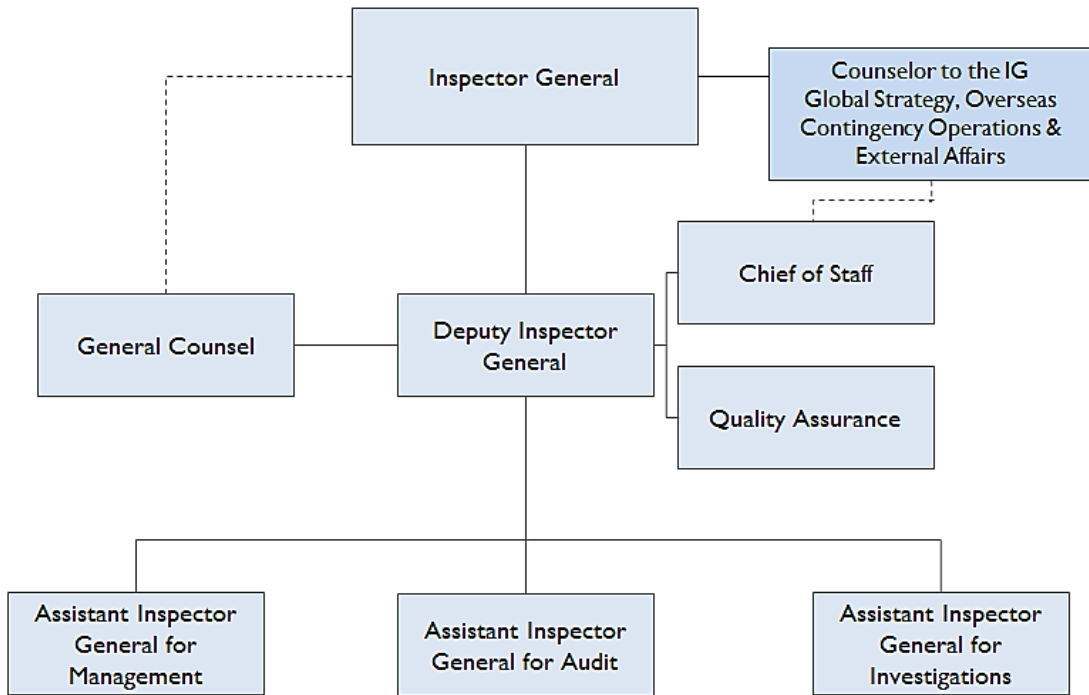 Inspector General
Counselor to the IG
Global Strategy, Overseas
Contingency Operations &
External Affairs
Chief of Staff
General Counsel
Deputy Inspector
General
Quality Assurance
Assistant Inspector
General for
Management
Assistant Inspector
General for Audit
Assistant Inspector
General for
Investigations